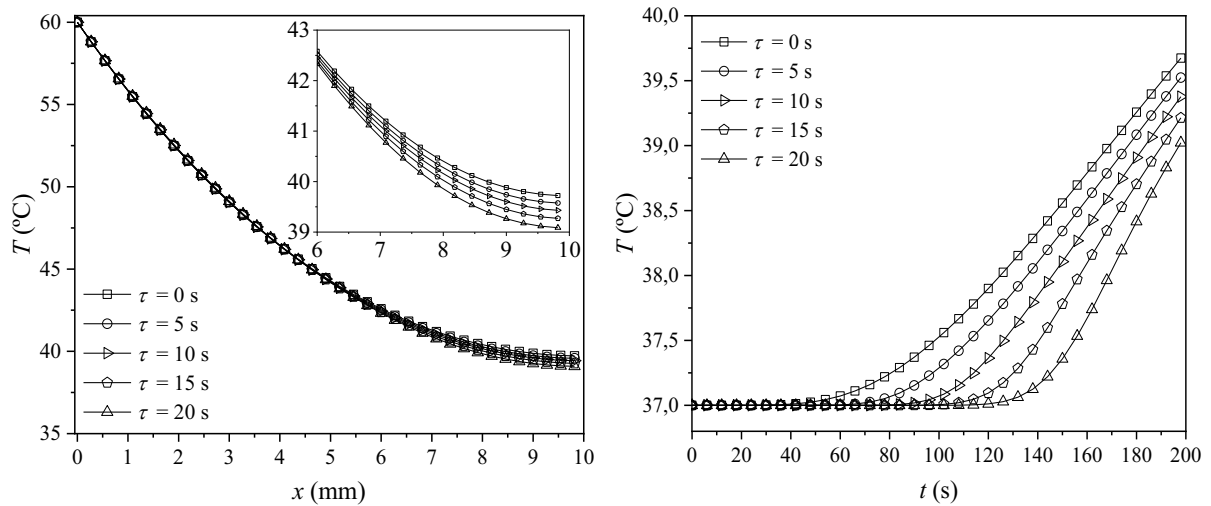 60
55
50
45
40
35
T (ºC)
0 1 2 3 4 5 6 7 8 9 10
x (mm)
τ = 0 s
τ = 5 s
τ = 10 s
τ = 15 s
τ = 20 s
43
42
41
40
39
6 7 8 9 10
40,0
39,5
39,0
38,5
38,0
37,5
37,0
T (ºC)
0 20 40 60 80 100 120 140 160 180 200
t (s)
τ = 0 s
τ = 5 s
τ = 10 s
τ = 15 s
τ = 20 s